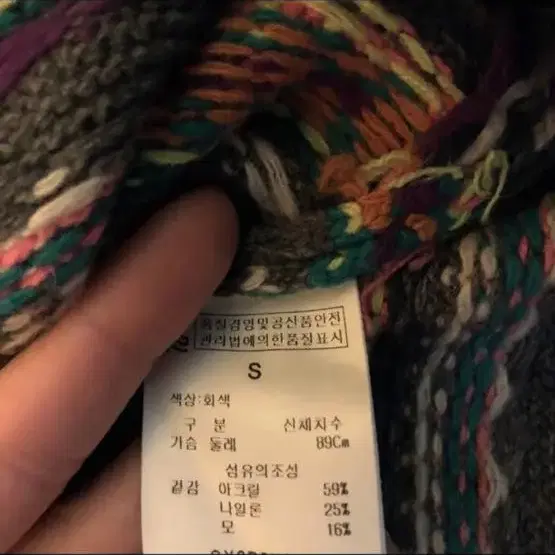 품질경영및공산품안전
관리법에의한품질표시
S
색상:회색
구 분 신체치수
가슴 둘레 89Cm
섬유의조성
겉감 아크릴 59%
나일론 25%
모 16%